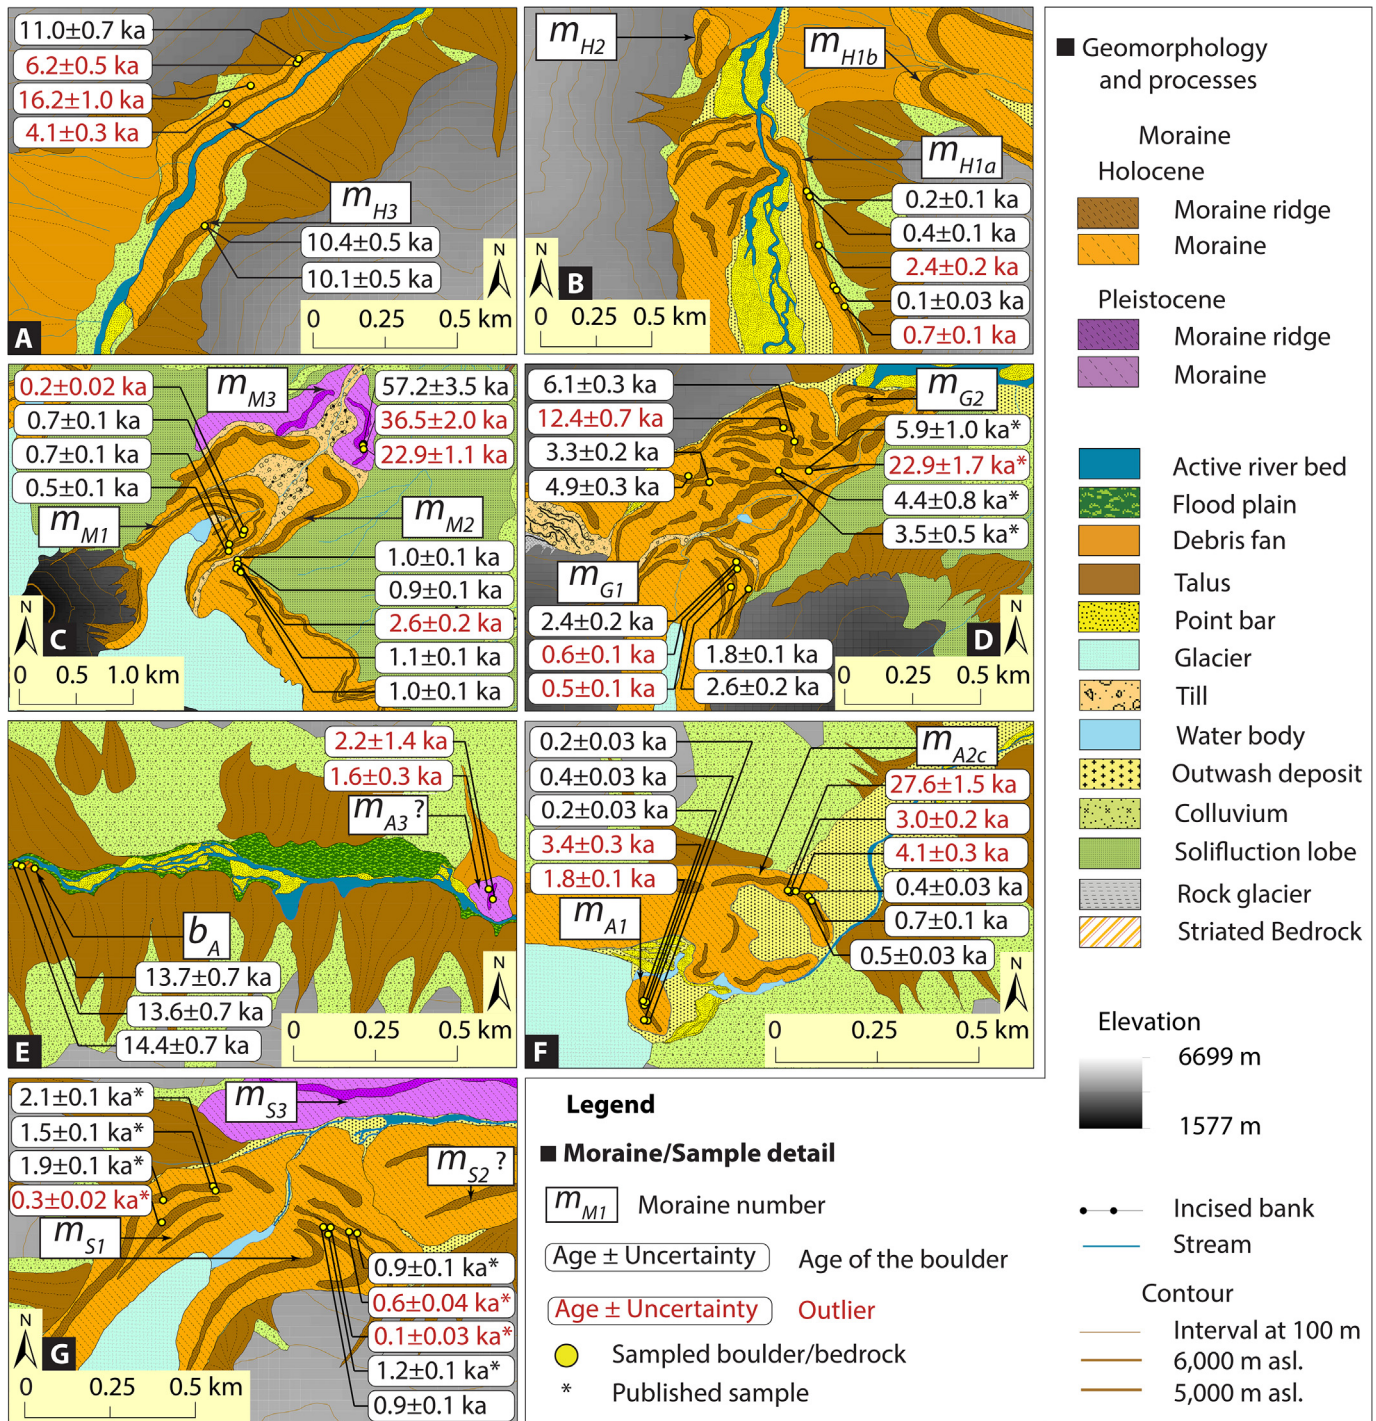 11.0±0.7 ka
6.2±0.5 ka
16.2±1.0 ka
4.1±0.3 ka
mH3
10.4±0.5 ka
10.1±0.5 ka
N
0 0.25 0.5 km
A
mH2
mH1b
mH1a
0.2±0.1 ka
0.4±0.1 ka
2.4±0.2 ka
0.1±0.03 ka
0.7±0.1 ka
N
B
0 0.25 0.5 km
0.2±0.02 ka
0.7±0.1 ka
0.7±0.1 ka
0.5±0.1 ka
mM3
57.2±3.5 ka
36.5±2.0 ka
22.9±1.1 ka
mM1
mM2
1.0±0.1 ka
0.9±0.1 ka
2.6±0.2 ka
1.1±0.1 ka
1.0±0.1 ka
N
C
0 0.5 1.0 km
6.1±0.3 ka
12.4±0.7 ka
3.3±0.2 ka
4.9±0.3 ka
mG2
5.9±1.0 ka*
22.9±1.7 ka*
4.4±0.8 ka*
3.5±0.5 ka*
mG1
2.4±0.2 ka
0.6±0.1 ka
0.5±0.1 ka
1.8±0.1 ka
2.6±0.2 ka
D
N
0 0.25 0.5 km
2.2±1.4 ka
1.6±0.3 ka
mA3?
bA
13.7±0.7 ka
13.6±0.7 ka
14.4±0.7 ka
N
E
0 0.25 0.5 km
0.2±0.03 ka
0.4±0.03 ka
0.2±0.03 ka
3.4±0.3 ka
1.8±0.1 ka
mA1
mA2c
27.6±1.5 ka
3.0±0.2 ka
4.1±0.3 ka
0.4±0.03 ka
0.7±0.1 ka
0.5±0.03 ka
N
F
0 0.25 0.5 km
2.1±0.1 ka*
1.5±0.1 ka*
1.9±0.1 ka*
0.3±0.02 ka*
mS1
mS3
mS2?
0.9±0.1 ka*
0.6±0.04 ka*
0.1±0.03 ka*
1.2±0.1 ka*
0.9±0.1 ka
N
G
0 0.25 0.5 km
Legend
Moraine/Sample detail
mM1 Moraine number
Age ± Uncertainty Age of the boulder
Age ± Uncertainty Outlier
Sampled boulder/bedrock
* Published sample
Geomorphology
and processes
Moraine
Holocene
Moraine ridge
Moraine
Pleistocene
Moraine ridge
Moraine
Active river bed
Flood plain
Debris fan
Talus
Point bar
Glacier
Till
Water body
Outwash deposit
Colluvium
Solifluction lobe
Rock glacier
Striated Bedrock
Elevation
6699 m
1577 m
Incised bank
Stream
Contour
Interval at 100 m
6,000 m asl.
5,000 m asl.